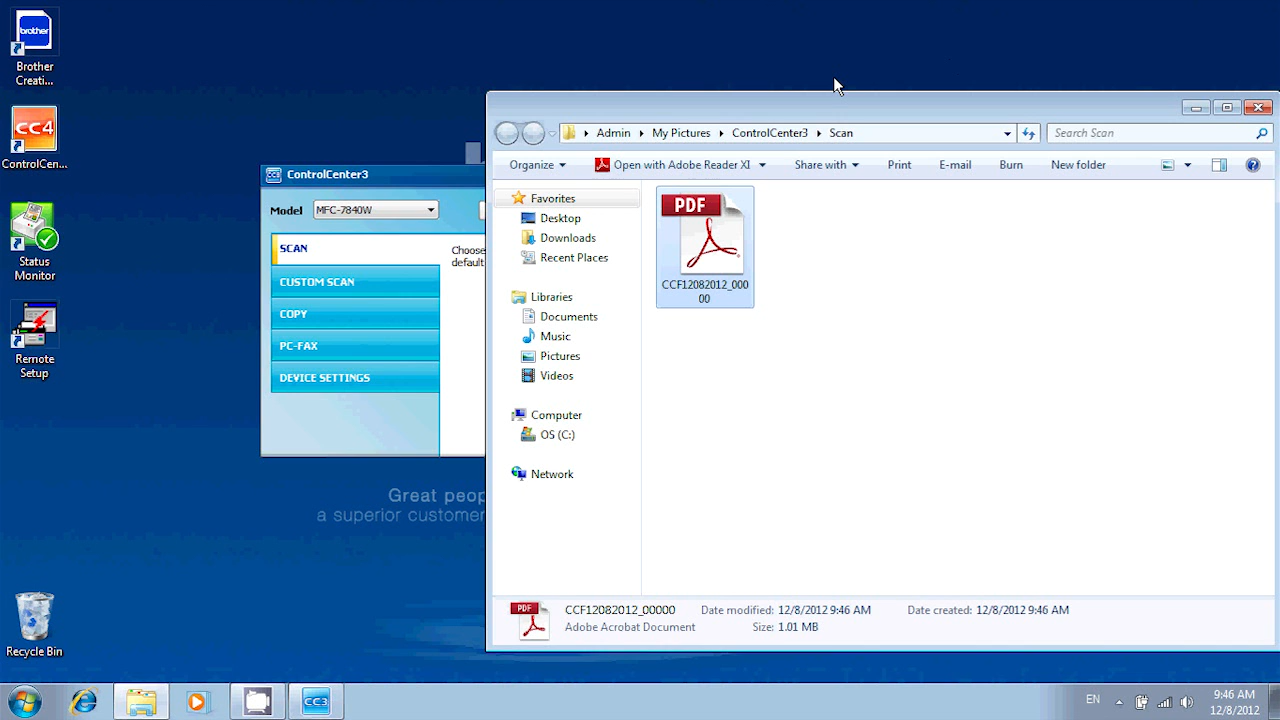 brother
Brother
Creati...
CC4
ControlCen...
Status
Monitor
Remote
Setup
Recycle Bin
ControlCenter3
Model
MFC-7840W
SCAN
CUSTOM SCAN
COPY
PC-FAX
DEVICE SETTINGS
Choose
default
Great peop
a superior customer
Admin
My Pictures
ControlCenter3
Scan
Search Scan
Organize
Open with Adobe Reader XI
Share with
Print
E-mail
Burn
New folder
Favorites
Desktop
Downloads
Recent Places
Libraries
Documents
Music
Pictures
Videos
Computer
OS (C:)
Network
PDF
CCF12082012_000
00
PDF
CCF12082012_00000
Date modified: 12/8/2012 9:46 AM
Date created: 12/8/2012 9:46 AM
Adobe Acrobat Document
Size: 1.01 MB
CC3
EN
9:46 AM
12/8/2012